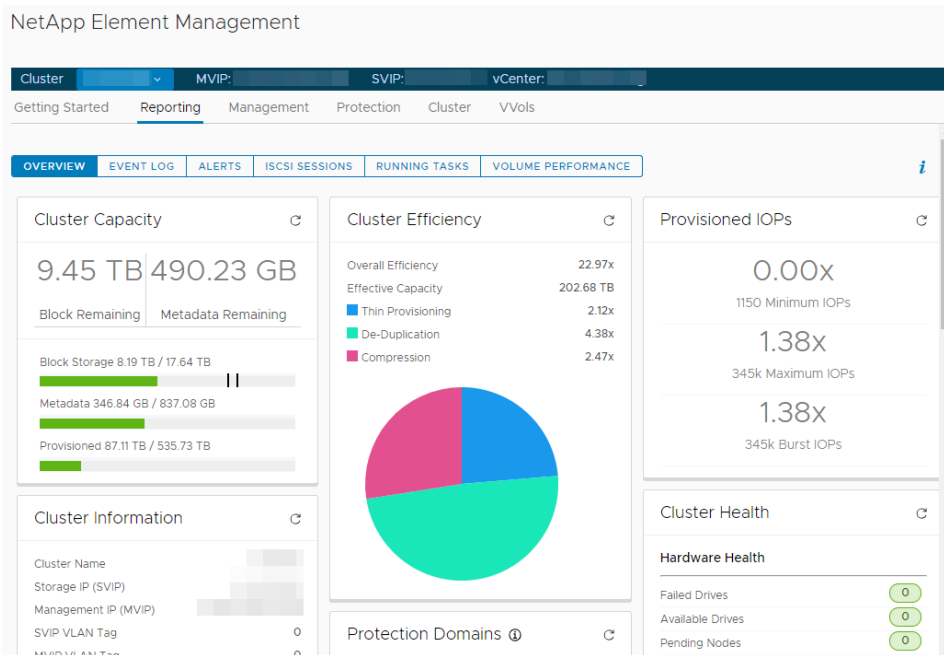 NetApp Element Management
Cluster MVIP: SVIP: vCenter:
Getting Started Reporting Management Protection Cluster VVols
OVERVIEW EVENT LOG ALERTS ISCSI SESSIONS RUNNING TASKS VOLUME PERFORMANCE i
Cluster Capacity
9.45 TB 490.23 GB
Block Remaining Metadata Remaining
Block Storage 8.19 TB / 17.64 TB
Metadata 346.84 GB / 837.08 GB
Provisioned 87.11 TB / 535.73 TB
Cluster Information
Cluster Name
Storage IP (SVIP)
Management IP (MVIP)
SVIP VLAN Tag 0
MVIP VLAN Tag 0
Cluster Efficiency
Overall Efficiency 22.97x
Effective Capacity 202.68 TB
Thin Provisioning 2.12x
De-Duplication 4.38x
Compression 2.47x
Protection Domains
Provisioned IOPs
0.00x
1150 Minimum IOPs
1.38x
345k Maximum IOPs
1.38x
345k Burst IOPs
Cluster Health
Hardware Health
Failed Drives 0
Available Drives 0
Pending Nodes 0